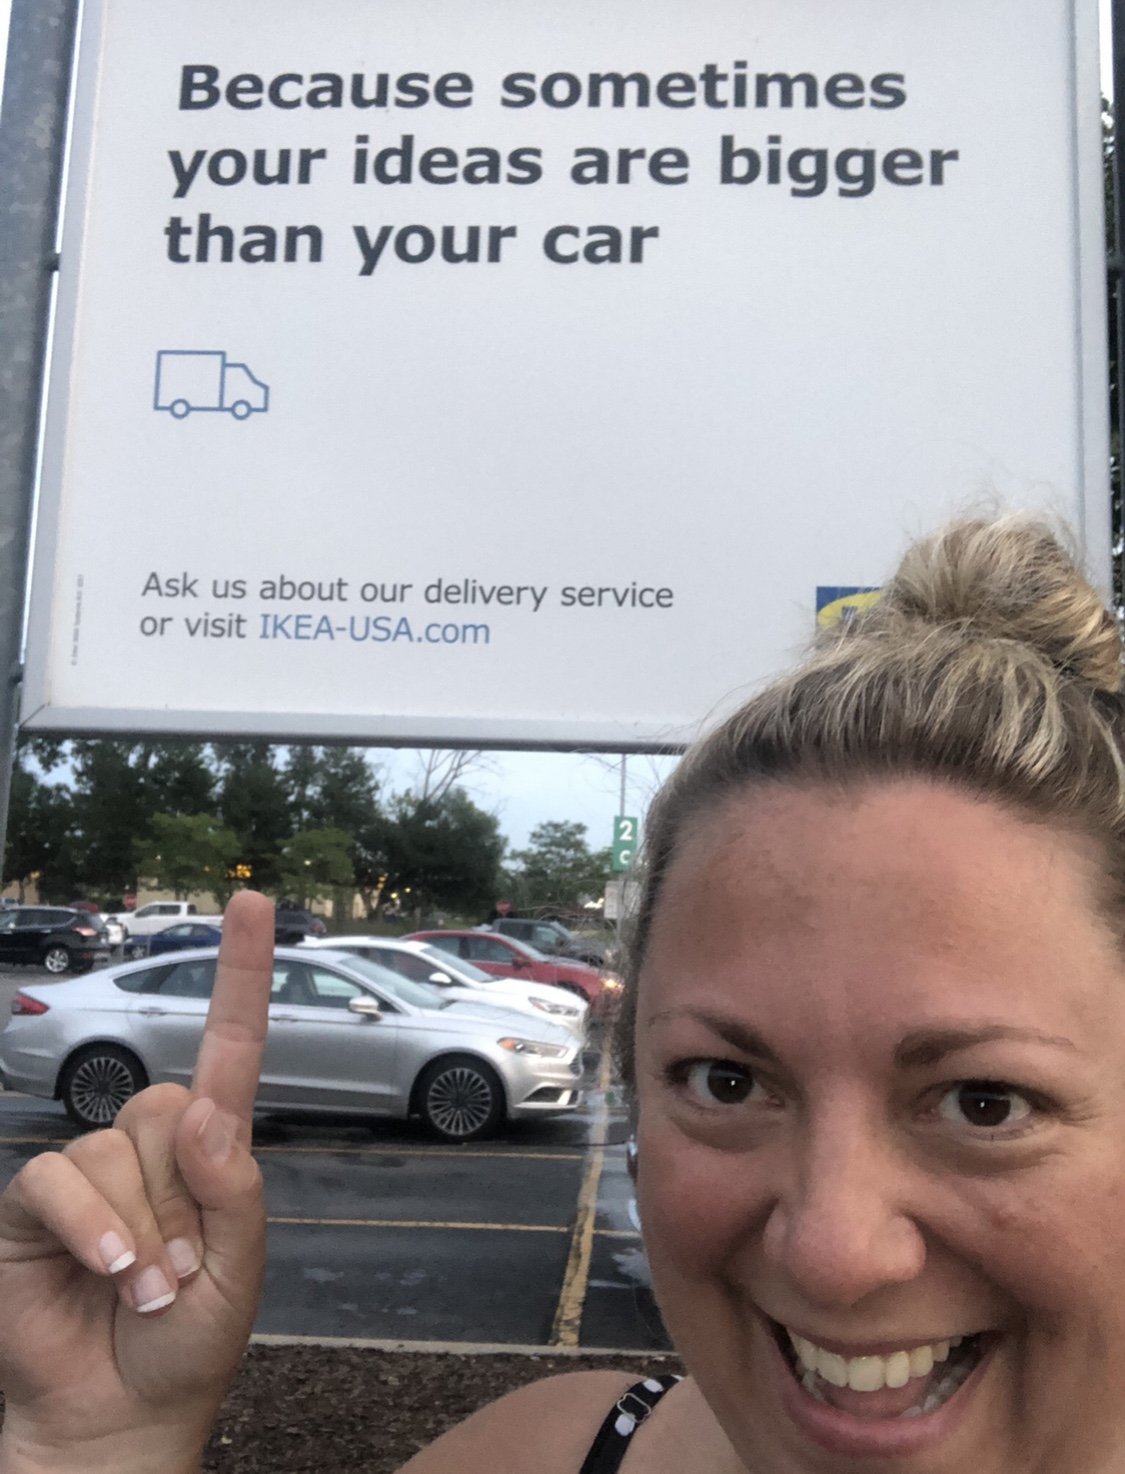 Because sometimes
your ideas are bigger
than your car
Ask us about our delivery service
or visit IKEA-USA.com
2
C